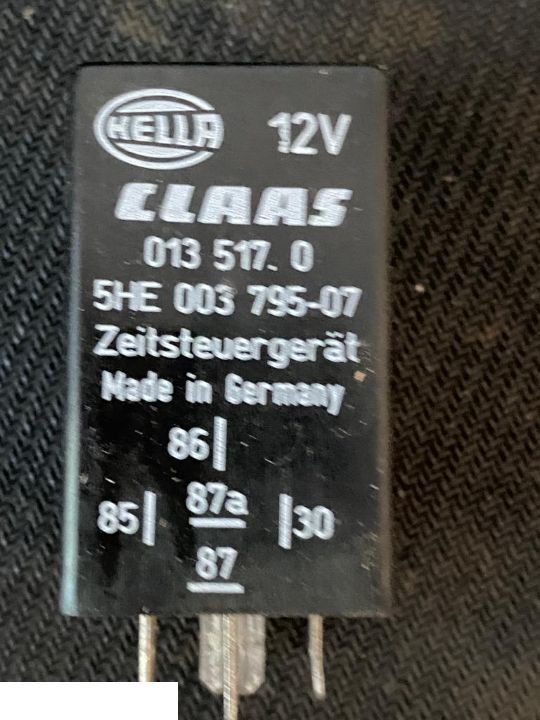 HELLA 12V
CLAAS
013 517. 0
5HE 003 795-07
Zeitsteuergerät
Made in Germany
86
85 87a 30
87